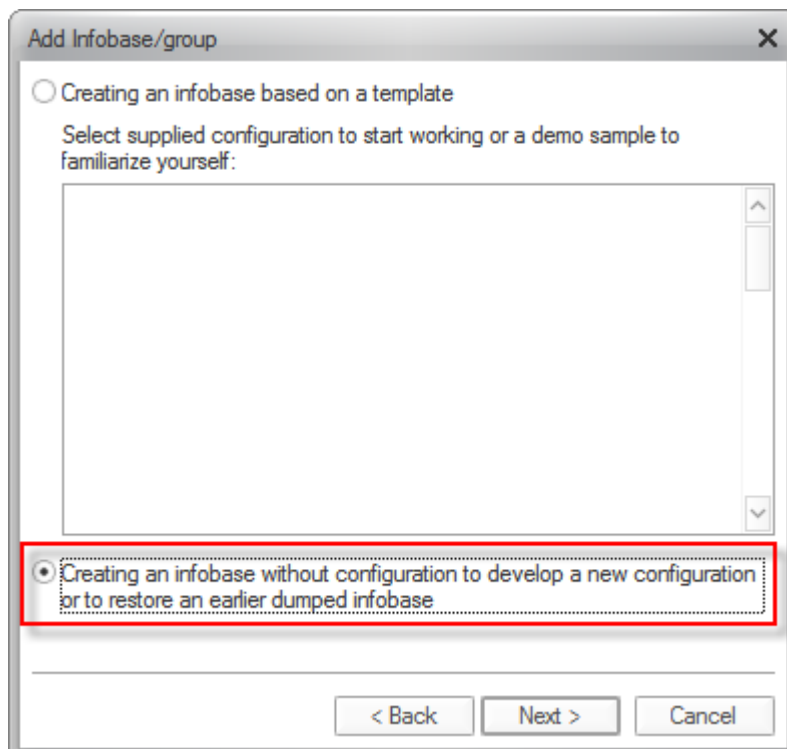 Add Infobase/group
Creating an infobase based on a template
Select supplied configuration to start working or a demo sample to
familiarize yourself:
Creating an infobase without configuration to develop a new configuration
or to restore an earlier dumped infobase
< Back
Next >
Cancel